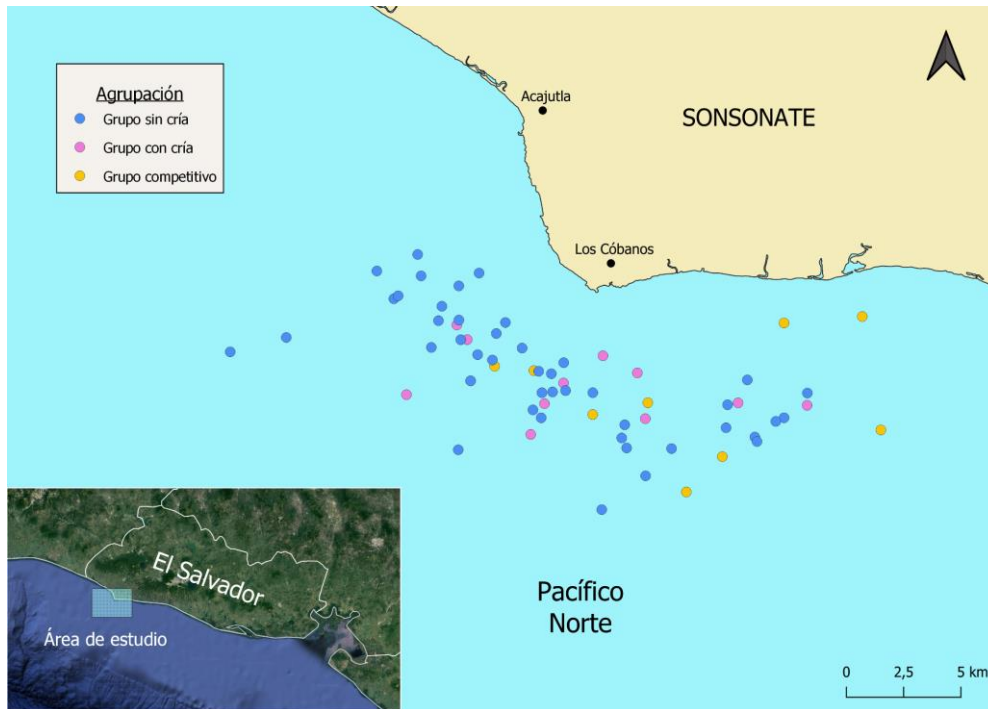 Agrupación
Grupo sin cría
Grupo con cría
Grupo competitivo
Acajutla
SONSONATE
Los Cóbanos
Pacífico
Norte
El Salvador
Área de estudio
0 2,5 5 km